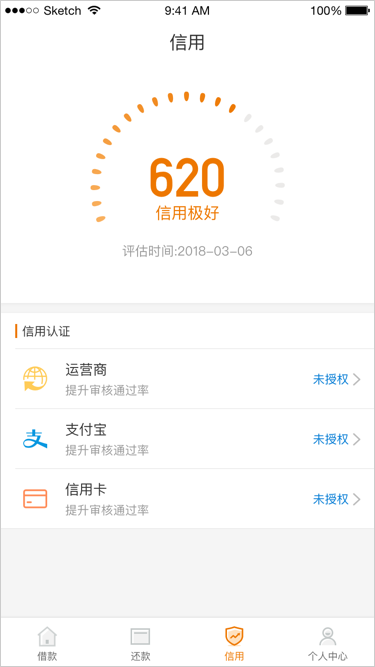 Sketch 9:41 AM 100%
信用
620
信用极好
评估时间:2018-03-06
信用认证
运营商
提升审核通过率
未授权
支付宝
提升审核通过率
未授权
信用卡
提升审核通过率
未授权
借款 还款 信用 个人中心